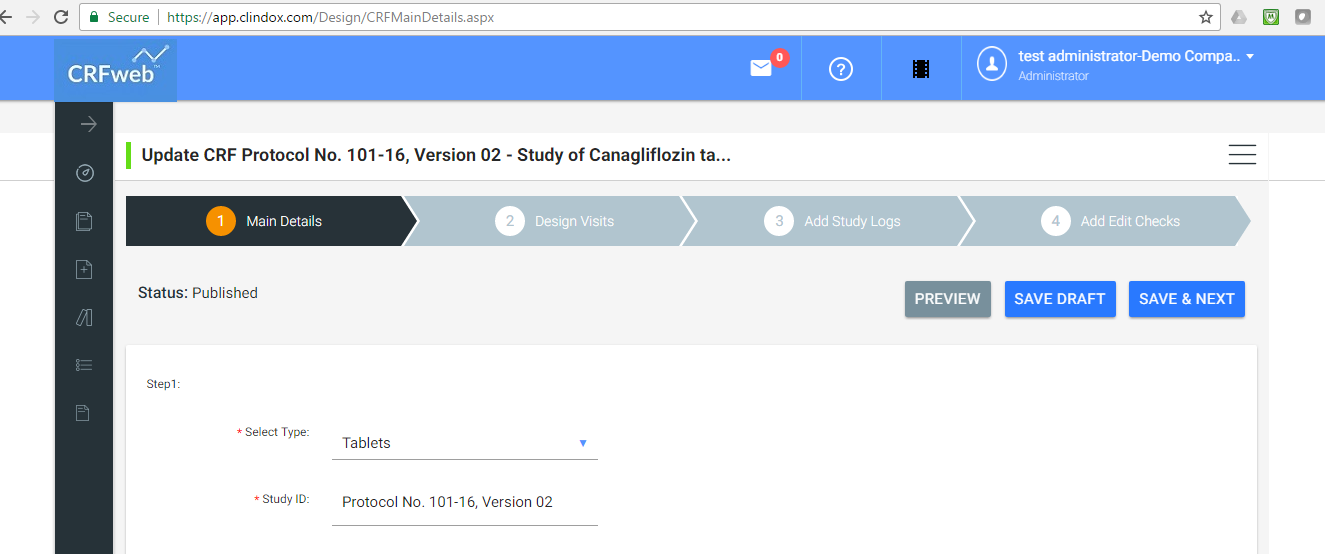 Secure https://app.clindox.com/Design/CRFMainDetails.aspx
CRFweb™
0
?
test administrator-Demo Compa..
Administrator
Update CRF Protocol No. 101-16, Version 02 - Study of Canagliflozin ta...
1 Main Details
2 Design Visits
3 Add Study Logs
4 Add Edit Checks
Status: Published
PREVIEW
SAVE DRAFT
SAVE & NEXT
Step1:
* Select Type:
Tablets
* Study ID:
Protocol No. 101-16, Version 02